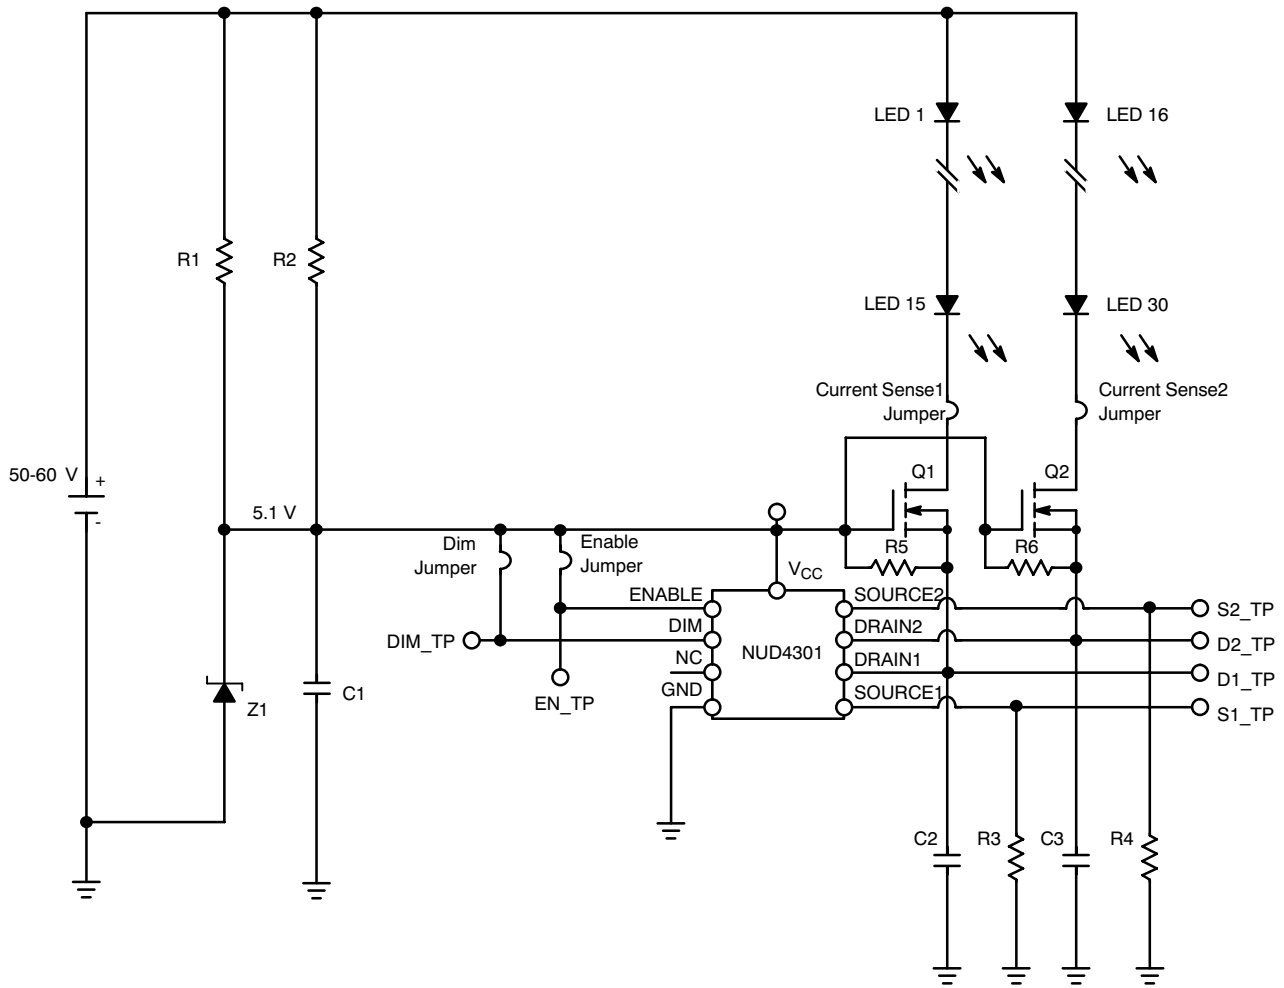 LED 1
LED 16
R1
R2
LED 15
LED 30
Current Sense1
Jumper
Current Sense2
Jumper
50-60 V
+
-
5.1 V
Q1
Q2
Dim
Jumper
Enable
Jumper
R5
R6
VCC
ENABLE
DIM
NC
GND
NUD4301
SOURCE2
DRAIN2
DRAIN1
SOURCE1
S2_TP
D2_TP
D1_TP
S1_TP
DIM_TP
EN_TP
Z1
C1
C2
R3
C3
R4